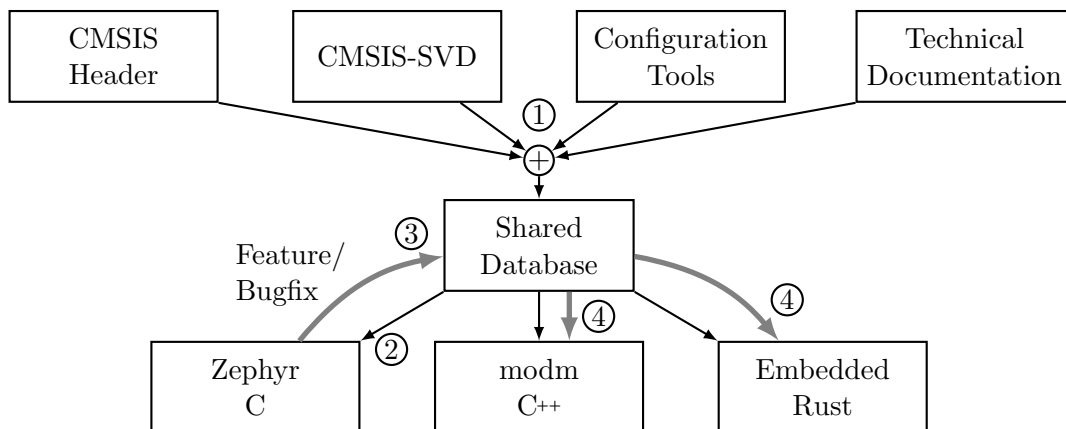 CMSIS
Header
CMSIS-SVD
Configuration
Tools
Technical
Documentation
1
+
Shared
Database
3
Feature/
Bugfix
4
4
2
Zephyr
C
modm
C++
Embedded
Rust